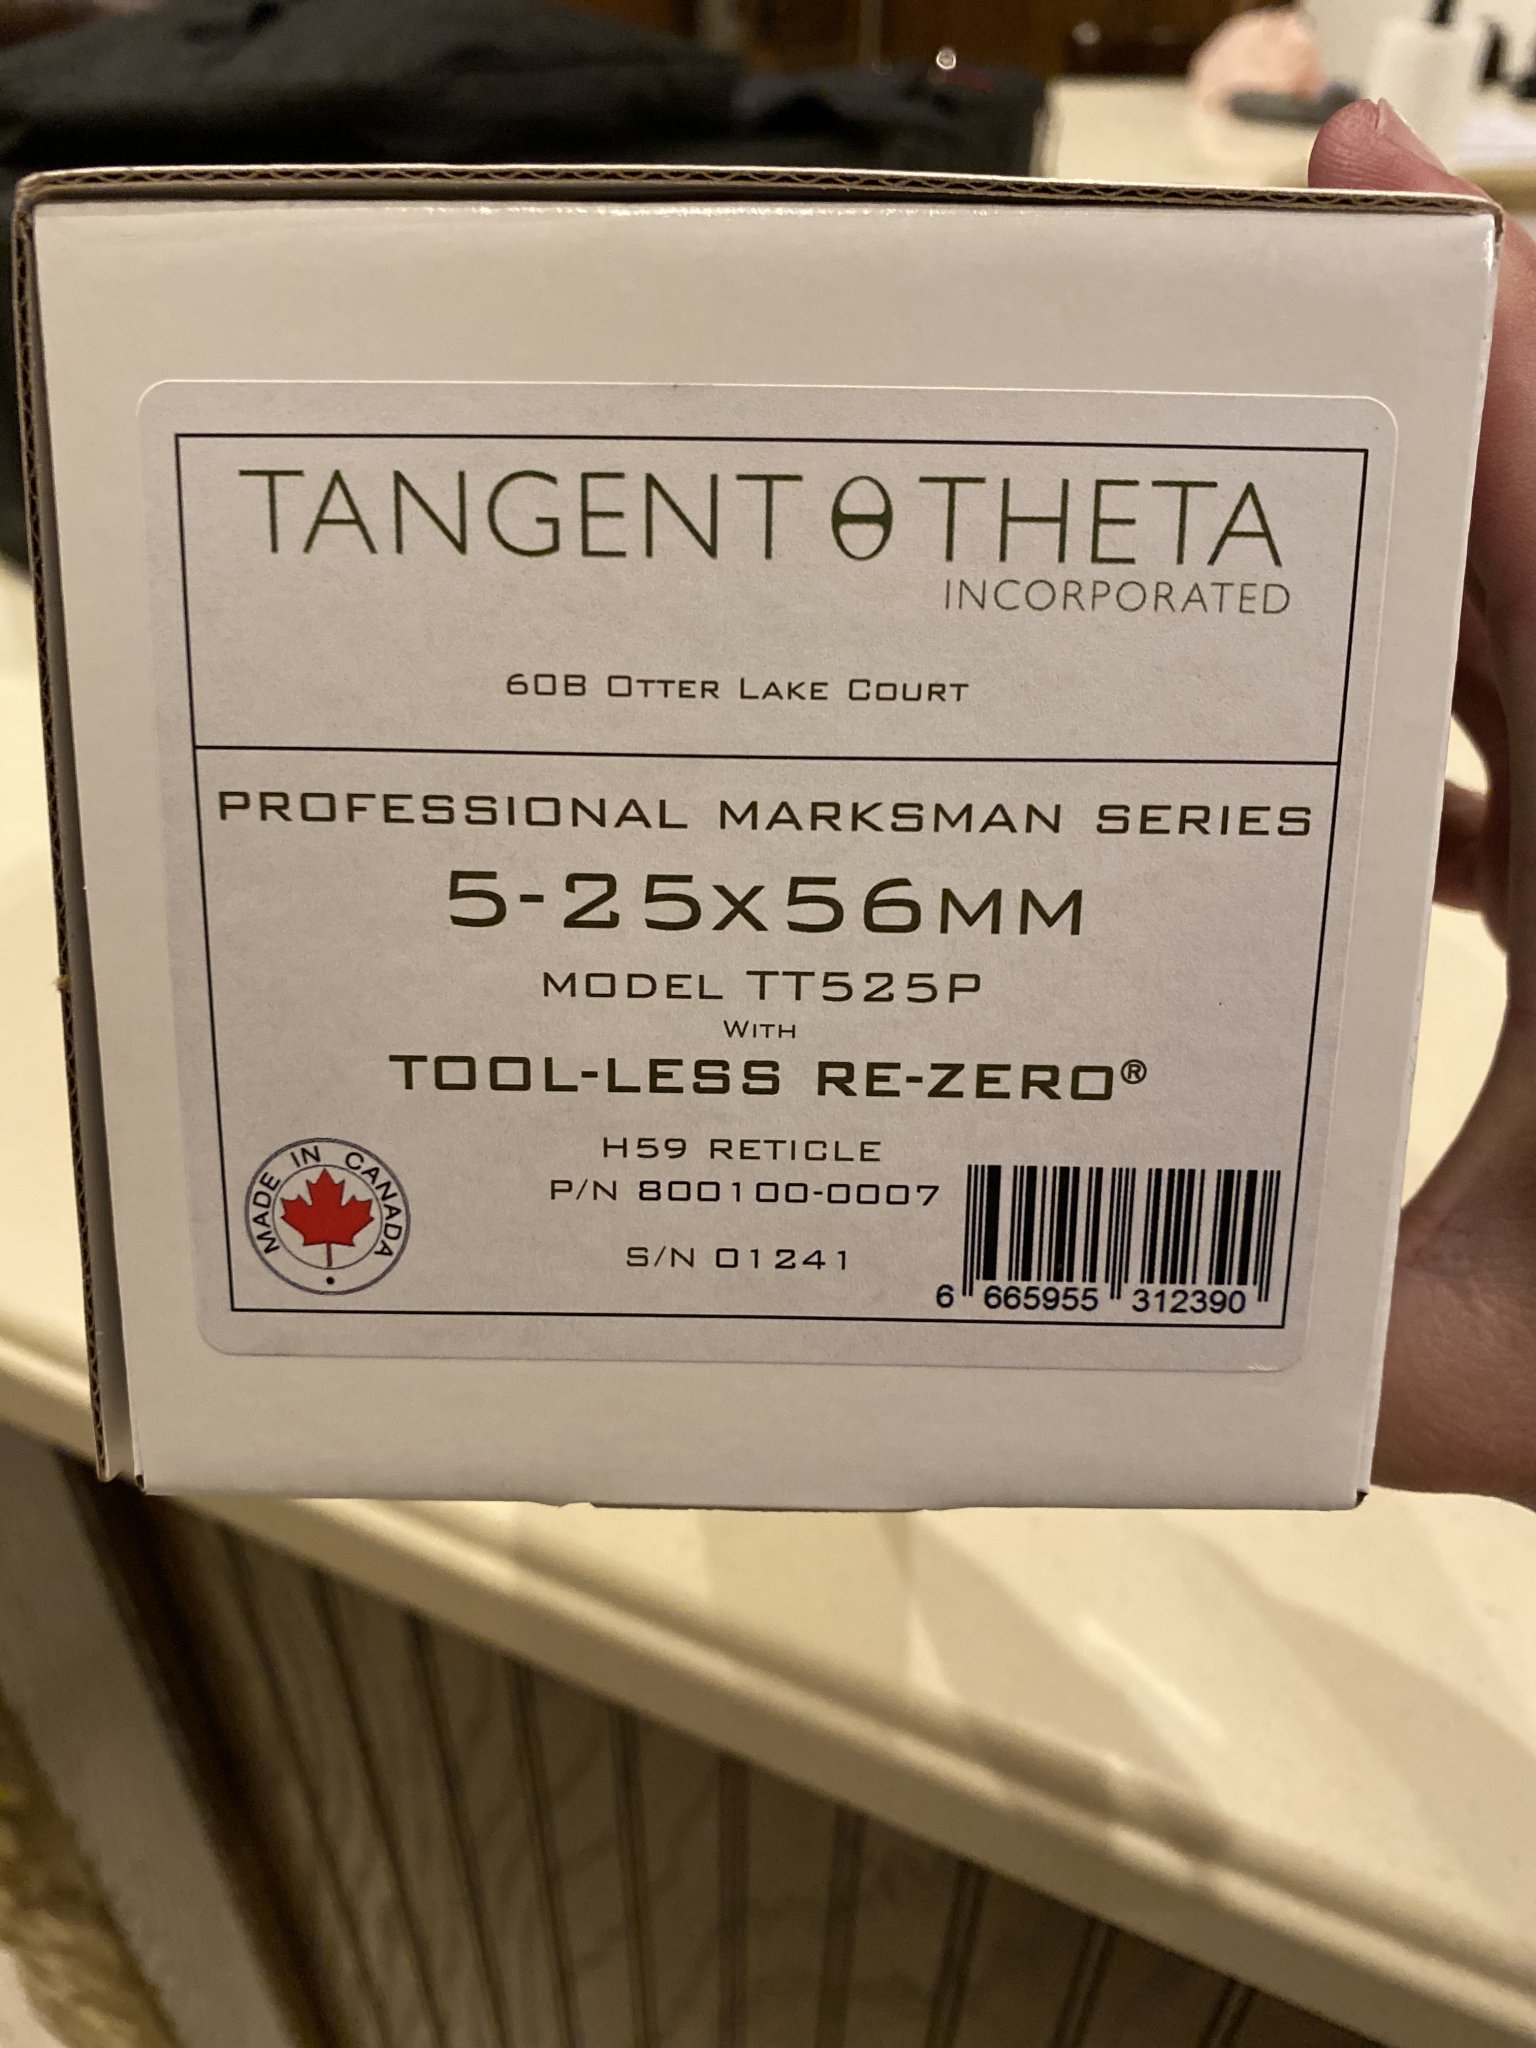 TANGENT θ THETA
INCORPORATED
60B OTTER LAKE COURT
PROFESSIONAL MARKSMAN SERIES
5-25x56MM
MODEL TT525P
WITH
TOOL-LESS RE-ZERO®
H59 RETICLE
P/N 800100-0007
S/N 01241
MADE IN CANADA
6 665955 312390